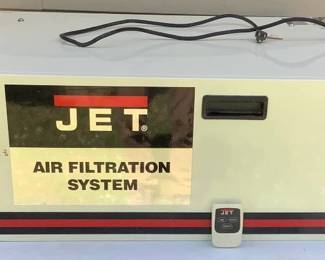 JET®
AIR FILTRATION
SYSTEM
JET